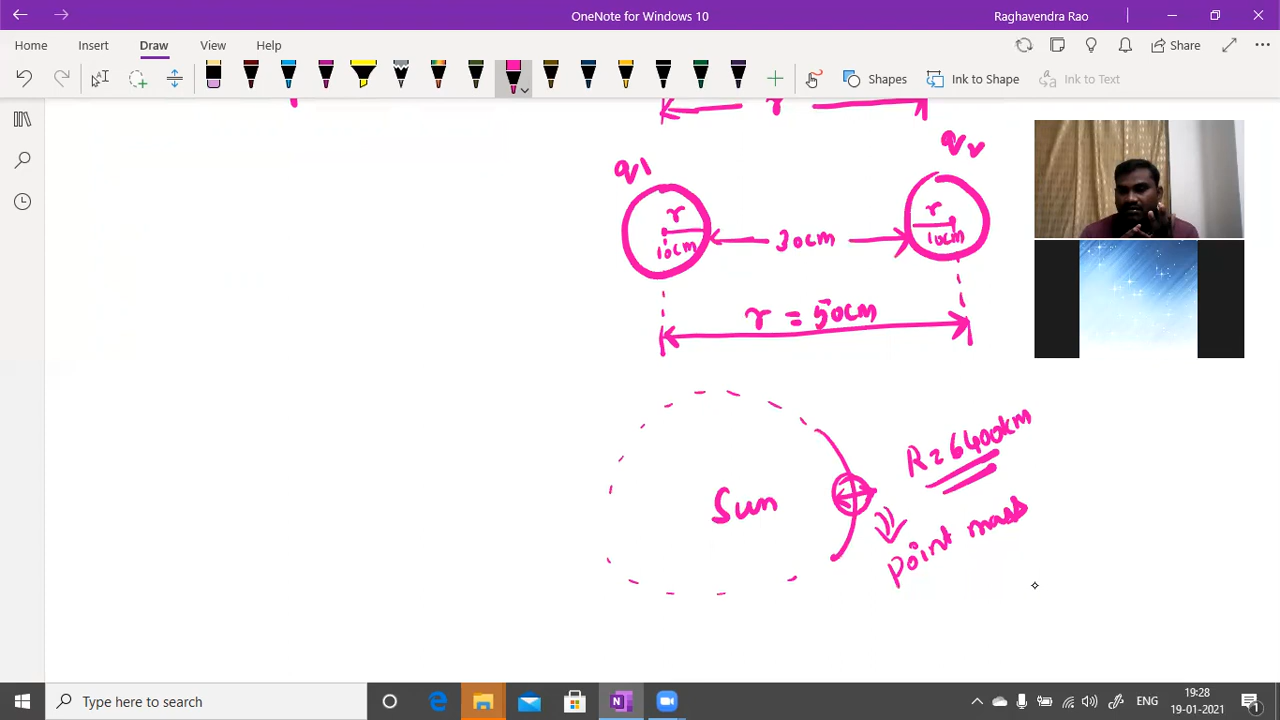 OneNote for Windows 10
Raghavendra Rao
Home Insert Draw View Help
Share
Shapes
Ink to Shape
Ink to Text
r
q1
q2
r
10cm
30cm
r
10cm
r = 50cm
Sun
R = 6400km
Point mass
Type here to search
ENG
19:28
19-01-2021
1